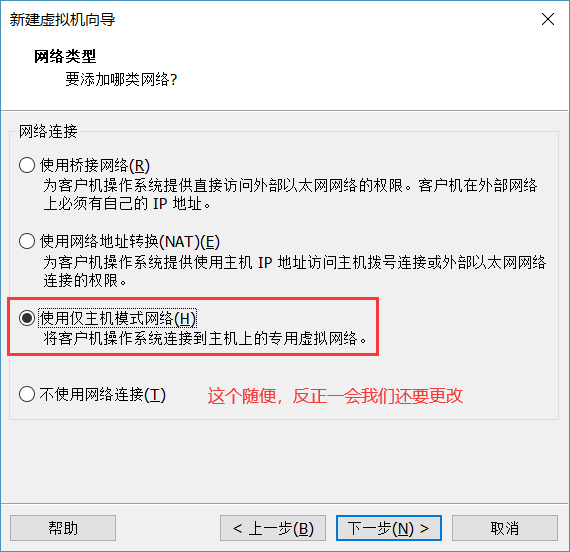 新建虚拟机向导
网络类型
要添加哪类网络?
网络连接
使用桥接网络(R)
为客户机操作系统提供直接访问外部以太网网络的权限。客户机在外部网络
上必须有自己的 IP 地址。
使用网络地址转换(NAT)(E)
为客户机操作系统提供使用主机 IP 地址访问主机拨号连接或外部以太网网络
连接的权限。
使用仅主机模式网络(H)
将客户机操作系统连接到主机上的专用虚拟网络。
不使用网络连接(T)
这个随便，反正一会我们还要更改
帮助
< 上一步(B)
下一步(N) >
取消